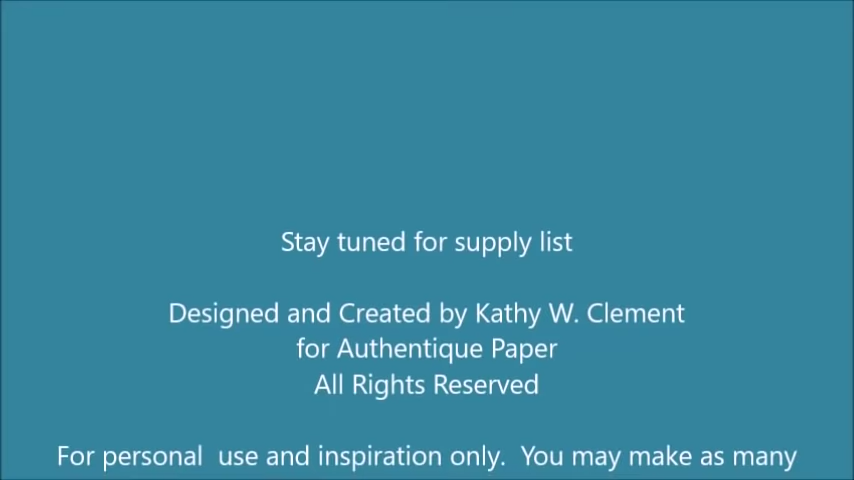 Stay tuned for supply list
Designed and Created by Kathy W. Clement
for Authentique Paper
All Rights Reserved
For personal  use and inspiration only.  You may make as many